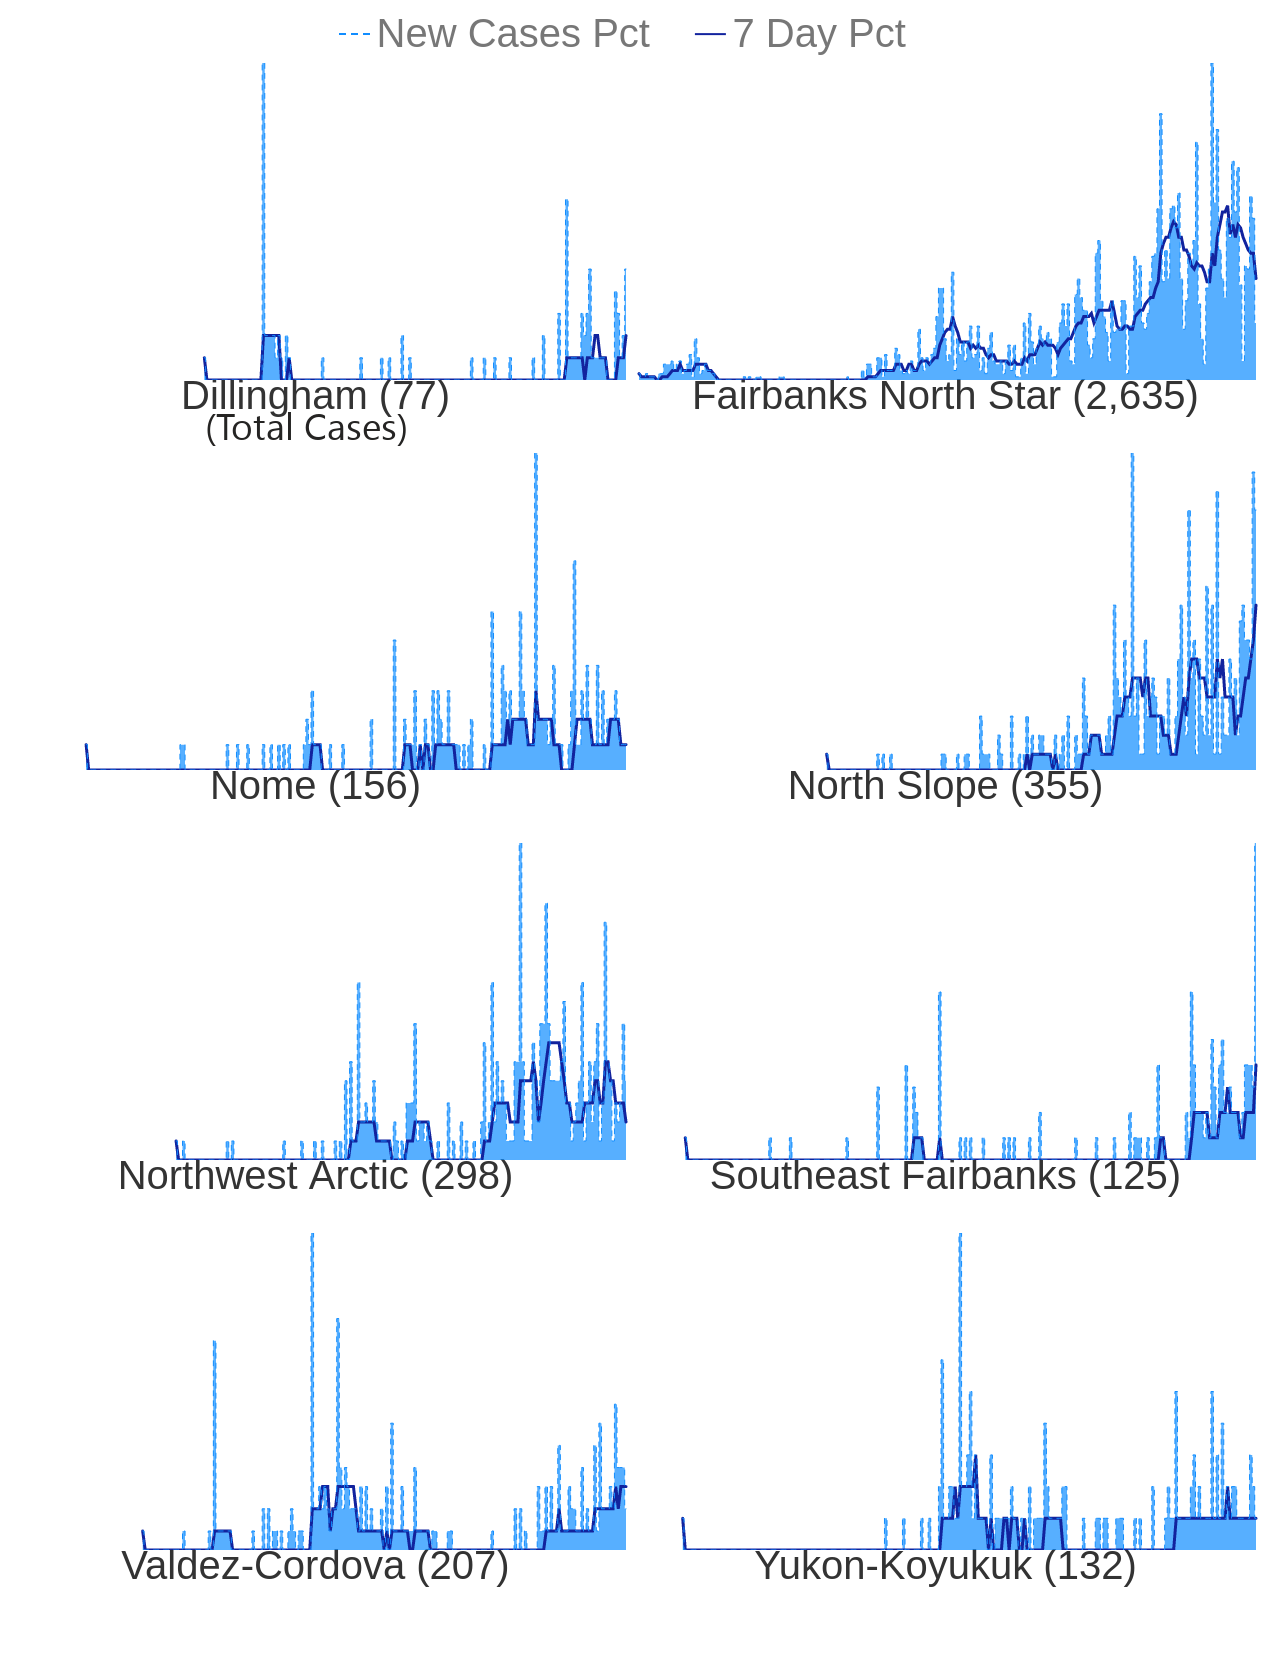 New Cases Pct 7 Day Pct
Dillingham (77) Fairbanks North Star (2,635)
(Total Cases)
Nome (156) North Slope (355)
Northwest Arctic (298) Southeast Fairbanks (125)
Valdez-Cordova (207) Yukon-Koyukuk (132)